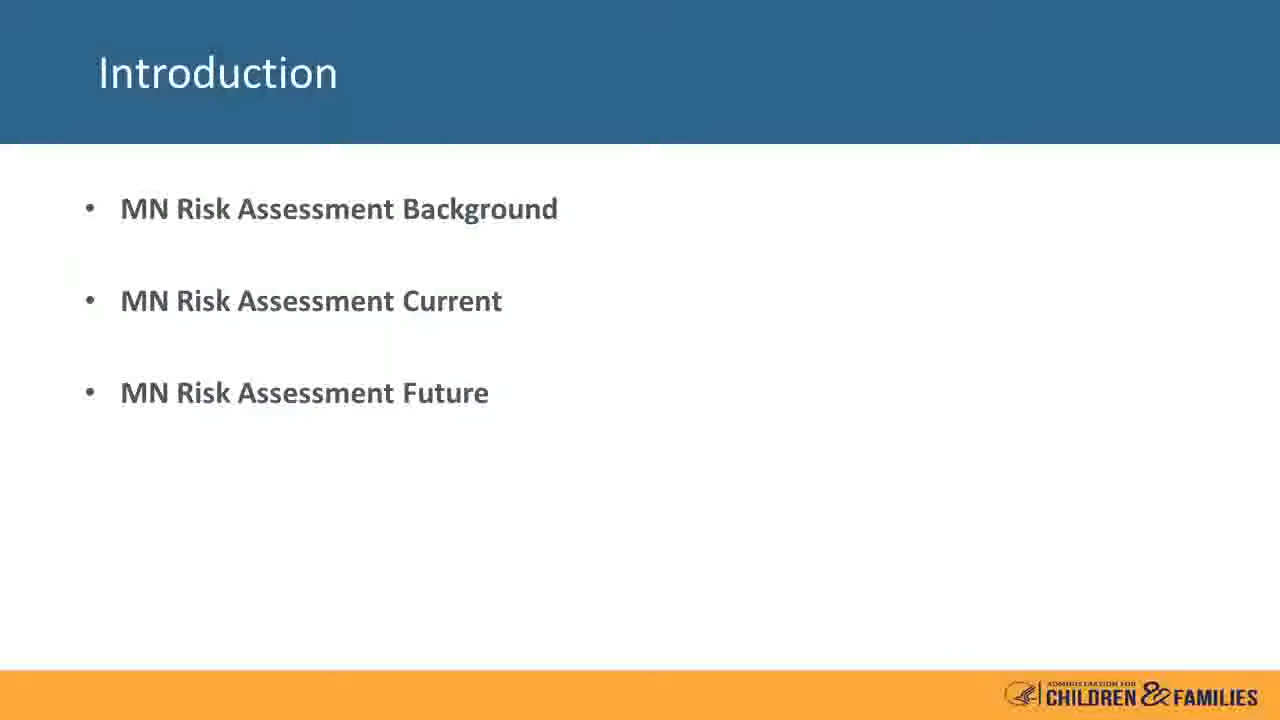 Introduction
• MN Risk Assessment Background
• MN Risk Assessment Current
• MN Risk Assessment Future
ADMINISTRATION FOR
CHILDREN & FAMILIES